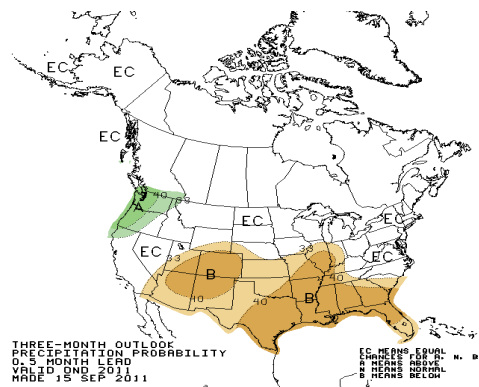 EC
EC
EC
33
40
33
A
EC
EC
EC
33
33
EC
B
40
40
40
B
THREE-MONTH OUTLOOK
PRECIPITATION PROBABILITY
0.5 MONTH LEAD
VALID OND 2011
MADE 15 SEP 2011
EC MEANS EQUAL
CHANCES FOR A, N, B
A MEANS ABOVE
N MEANS NORMAL
B MEANS BELOW